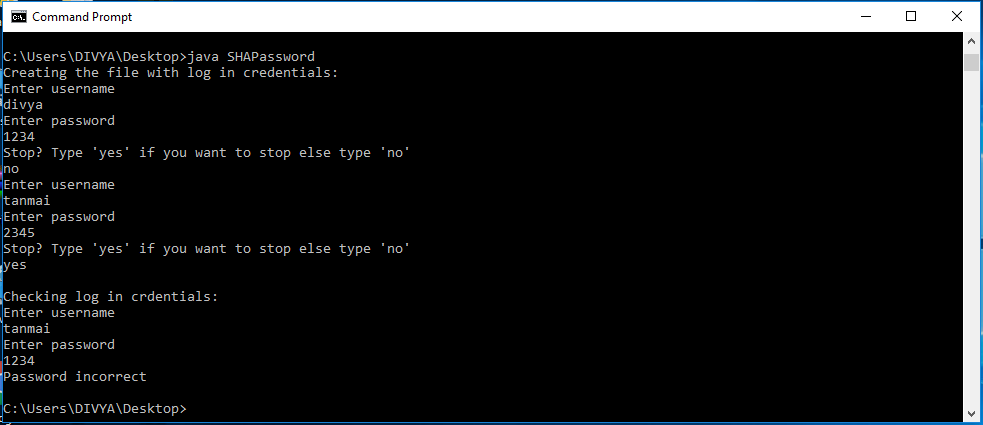 Command Prompt
C:\Users\DIVYA\Desktop>java SHAPassword
Creating the file with log in credentials:
Enter username
divya
Enter password
1234
Stop? Type 'yes' if you want to stop else type 'no'
no
Enter username
tanmai
Enter password
2345
Stop? Type 'yes' if you want to stop else type 'no'
yes
Checking log in crdentials:
Enter username
tanmai
Enter password
1234
Password incorrect
C:\Users\DIVYA\Desktop>